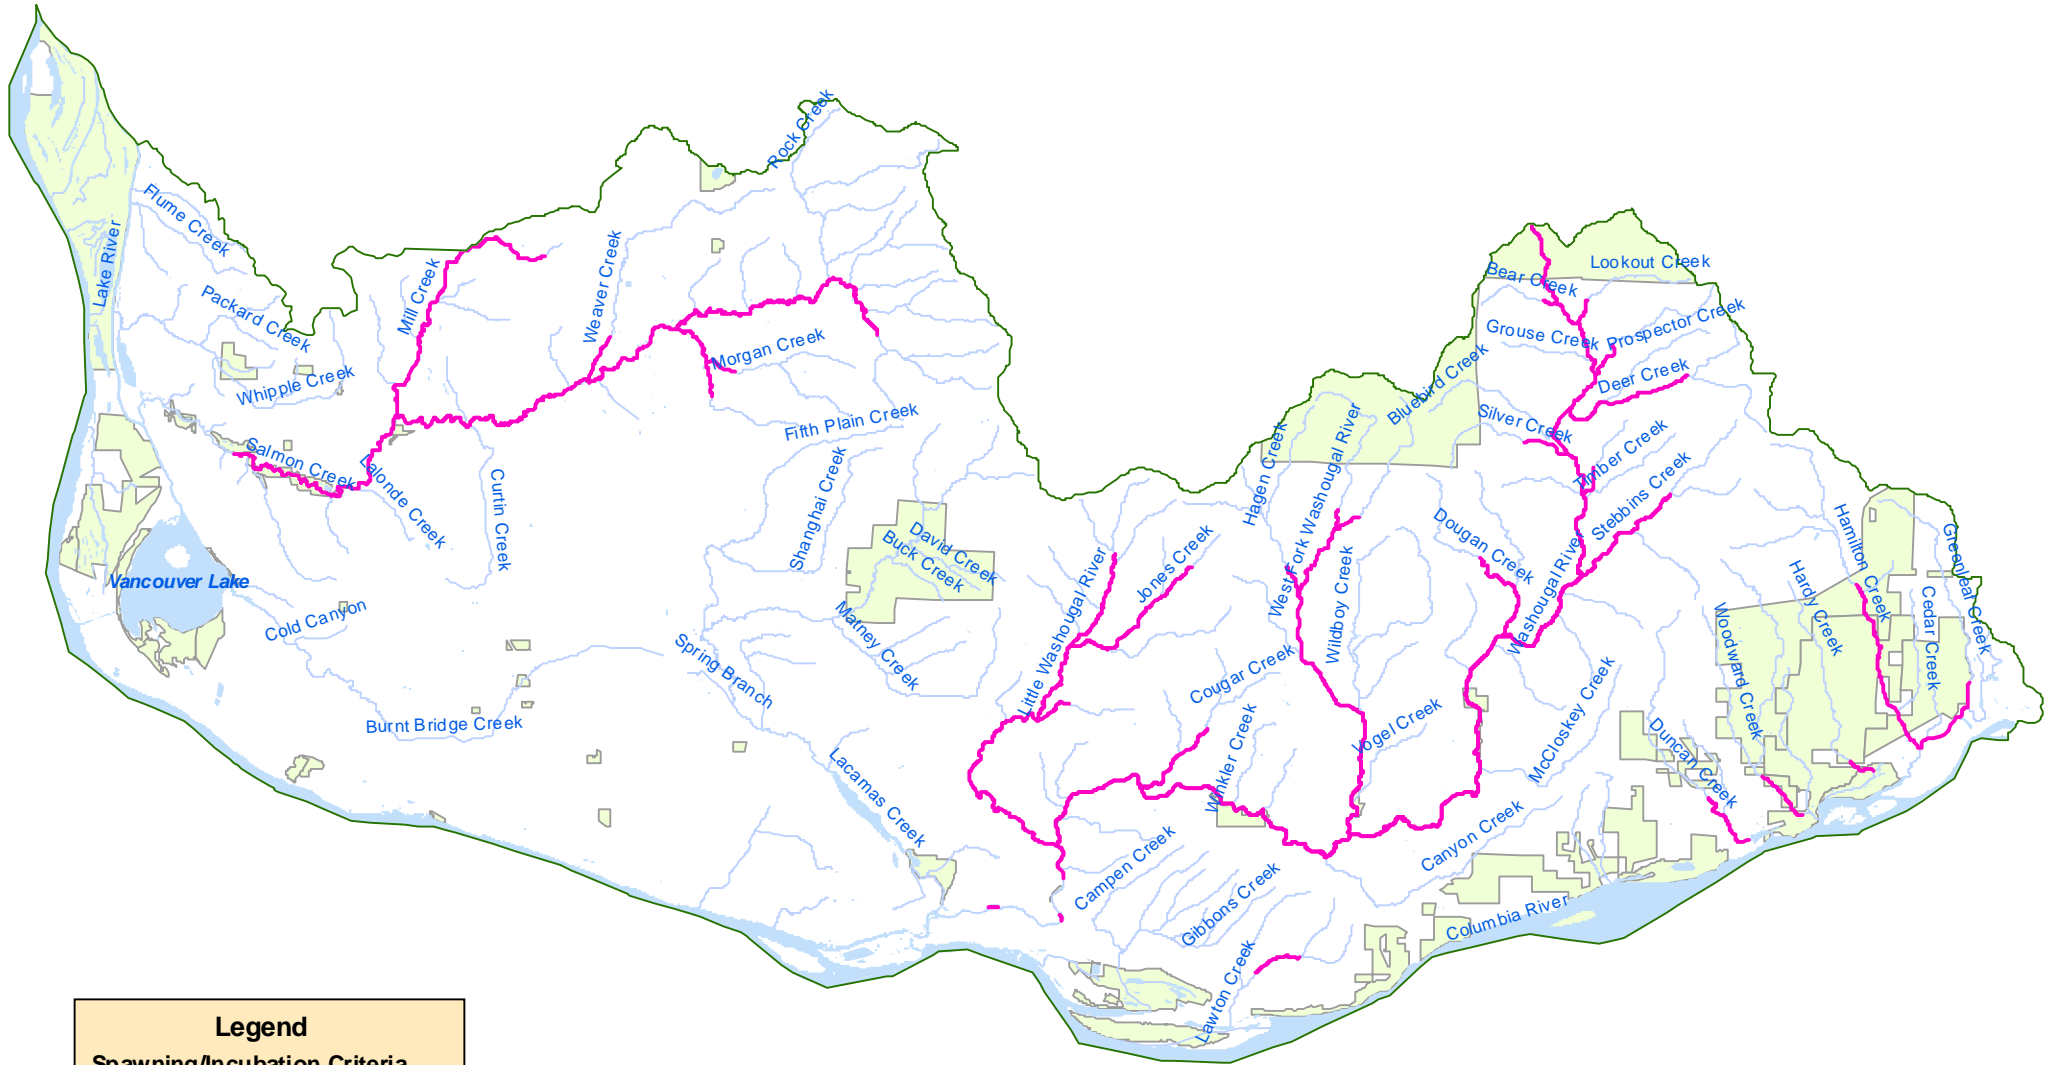 Rock Creek
Flume Creek
Lake River
Weaver Creek
Mill Creek
Packard Creek
Whipple Creek
Morgan Creek
Fifth Plain Creek
Salmon Creek
Lalonde Creek
Curtin Creek
Shanghai Creek
David Creek
Buck Creek
Vancouver Lake
Cold Canyon
Matney Creek
Spring Branch
Burnt Bridge Creek
Lacamas Creek
Bear Creek
Lookout Creek
Grouse Creek
Prospector Creek
Deer Creek
Bluebird Creek
Silver Creek
Timber Creek
Stebbins Creek
Hagen Creek
West Fork Washougal River
Dougan Creek
Washougal River
Jones Creek
Little Washougal River
Wildboy Creek
Cougar Creek
Winkler Creek
Vogel Creek
McCloskey Creek
Canyon Creek
Campen Creek
Gibbons Creek
Lawton Creek
Columbia River
Duncan Creek
Woodward Creek
Hardy Creek
Hamilton Creek
Cedar Creek
Greenleaf Creek
Legend
Spawning/Incubation Criteria